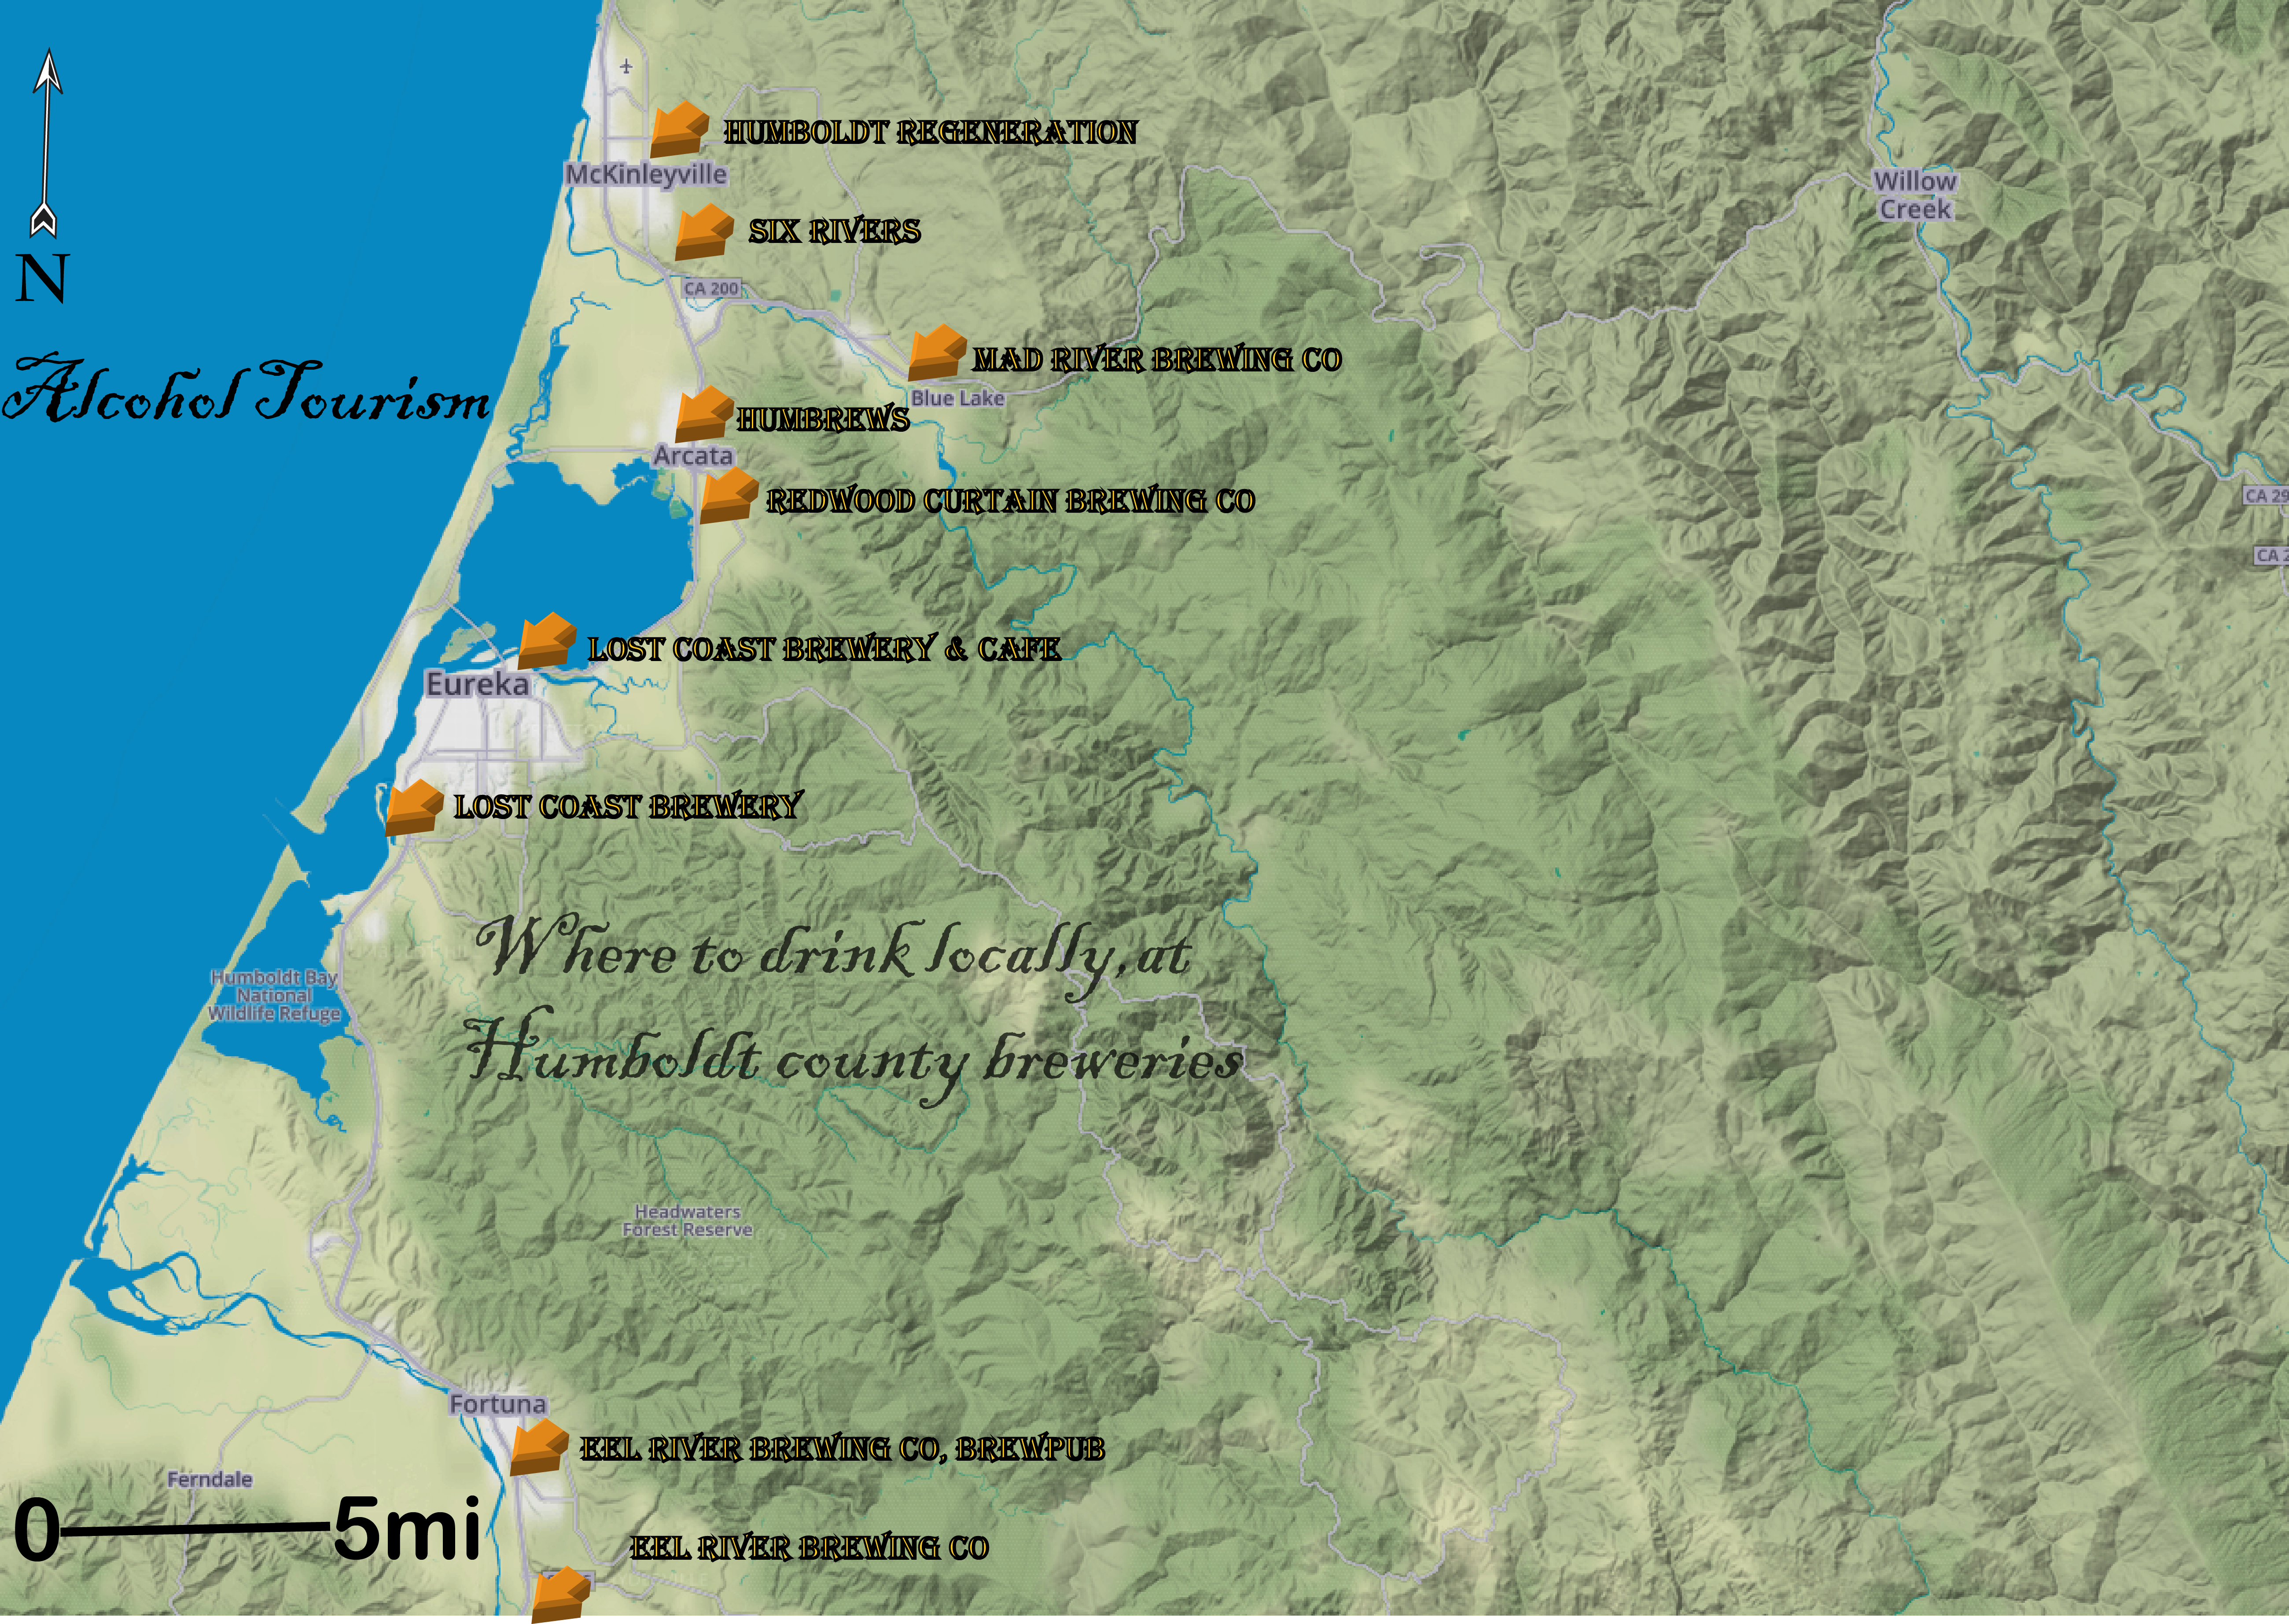 HUMBOLDT REGENERATION
McKinleyville
Willow
Creek
SIX RIVERS
N
CA 200
MAD RIVER BREWING CO
Alcohol Tourism
Blue Lake
HUMBREWS
Arcata
REDWOOD CURTAIN BREWING CO
CA 29
CA 2
LOST COAST BREWERY & CAFE
Eureka
LOST COAST BREWERY
Where to drink locally, at
Humboldt county breweries
Humboldt Bay
National
Wildlife Refuge
Headwaters
Forest Reserve
Fortuna
EEL RIVER BREWING CO, BREWPUB
Ferndale
0 5mi
EEL RIVER BREWING CO